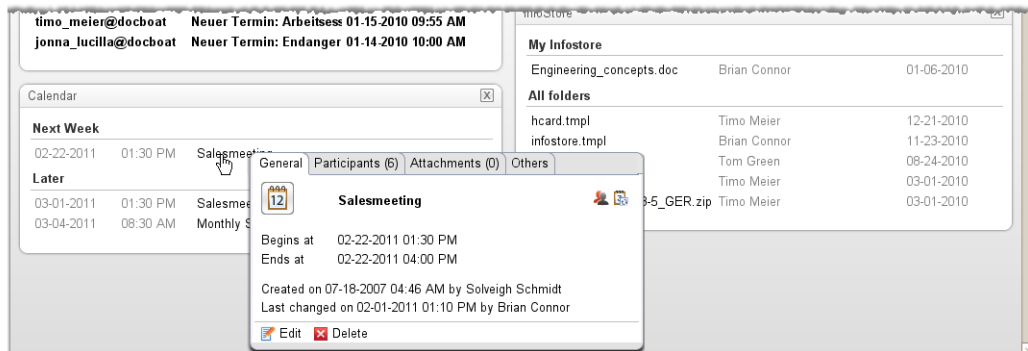 timo_meier@docboat Neuer Termin: Arbeitsess 01-15-2010 09:55 AM
jonna_lucilla@docboat Neuer Termin: Endanger 01-14-2010 10:00 AM
Calendar
Next Week
02-22-2011 01:30 PM Salesmeeting
Later
03-01-2011 01:30 PM Salesmee
03-04-2011 08:30 AM Monthly S
General Participants (6) Attachments (0) Others
12 Salesmeeting
Begins at 02-22-2011 01:30 PM
Ends at 02-22-2011 04:00 PM
Created on 07-18-2007 04:46 AM by Solveigh Schmidt
Last changed on 02-01-2011 01:10 PM by Brian Connor
Edit Delete
InfoStore
My Infostore
Engineering_concepts.doc Brian Connor 01-06-2010
All folders
hcard.tmpl Timo Meier 12-21-2010
infostore.tmpl Brian Connor 11-23-2010
Tom Green 08-24-2010
Timo Meier 03-01-2010
3-5_GER.zip Timo Meier 03-01-2010